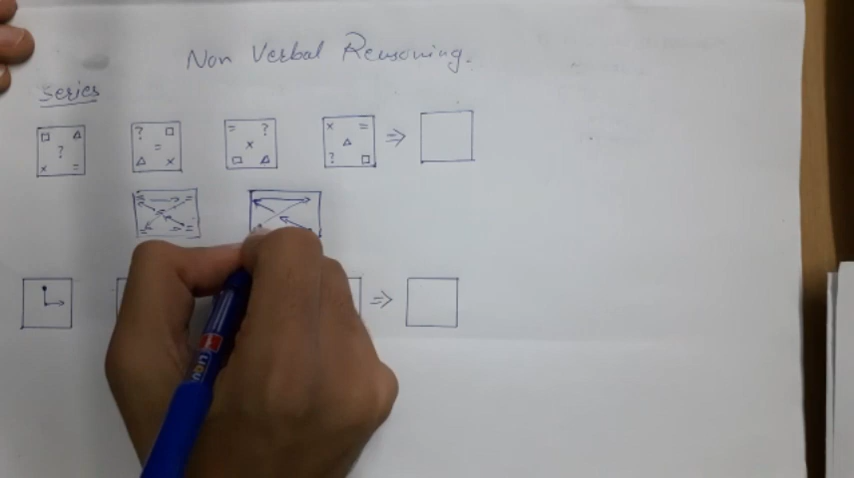 Non Verbal Reasoning.
Series
? =
? =
= ?
= ?